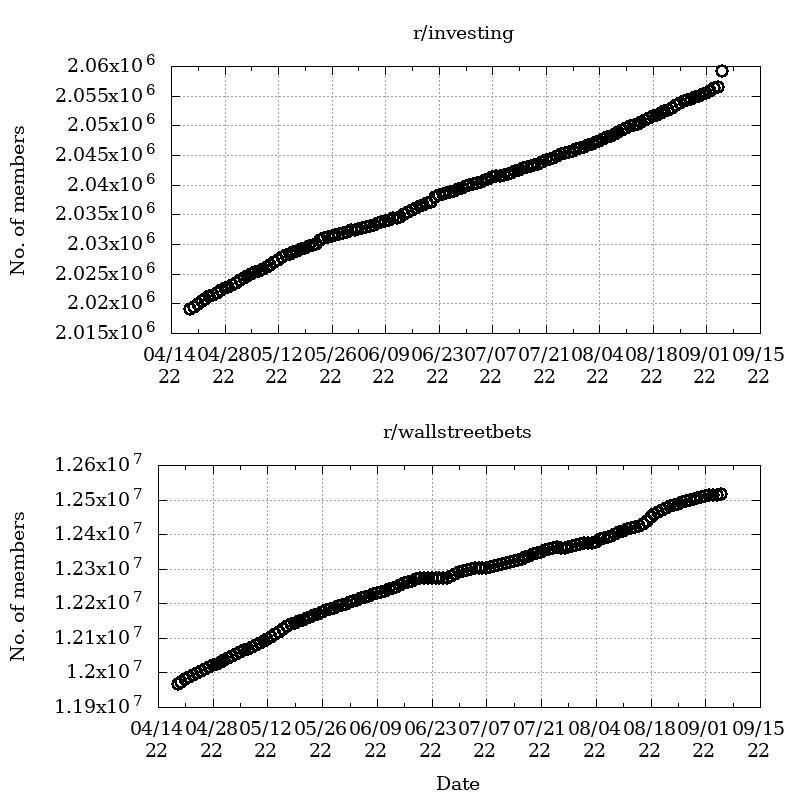 r/investing
2.06x10^6
2.055x10^6
2.05x10^6
2.045x10^6
2.04x10^6
2.035x10^6
2.03x10^6
2.025x10^6
2.02x10^6
2.015x10^6
No. of members
04/14 04/28 05/12 05/26 06/09 06/23 07/07 07/21 08/04 08/18 09/01 09/15
22 22 22 22 22 22 22 22 22 22 22 22
r/wallstreetbets
1.26x10^7
1.25x10^7
1.24x10^7
1.23x10^7
1.22x10^7
1.21x10^7
1.2x10^7
1.19x10^7
No. of members
04/14 04/28 05/12 05/26 06/09 06/23 07/07 07/21 08/04 08/18 09/01 09/15
22 22 22 22 22 22 22 22 22 22 22 22
Date